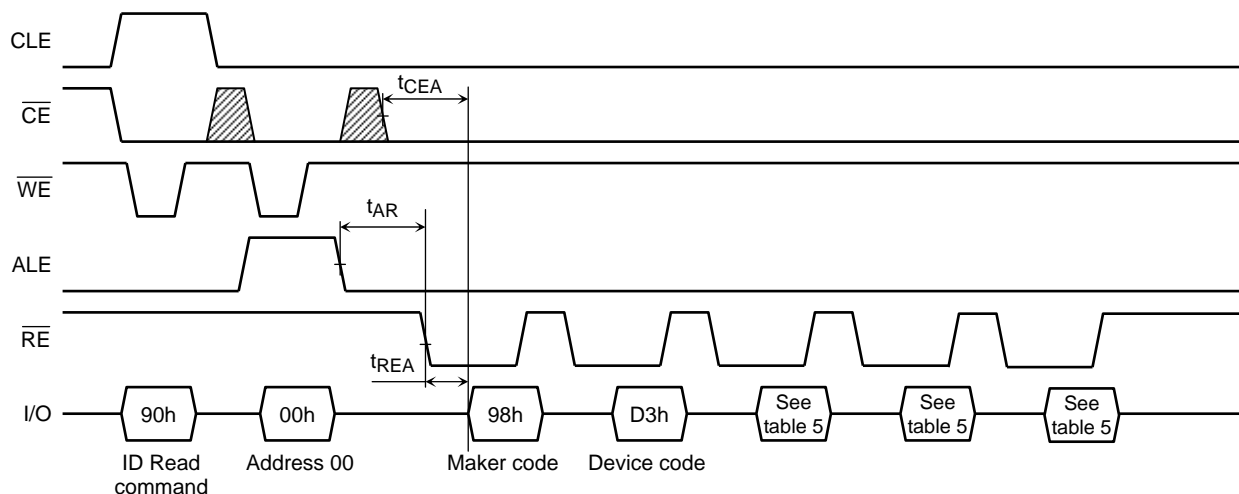 CLE
tCEA
CE
WE
tAR
ALE
RE
tREA
I/O
90h
00h
98h
D3h
See
table 5
See
table 5
See
table 5
ID Read
command
Address 00
Maker code
Device code